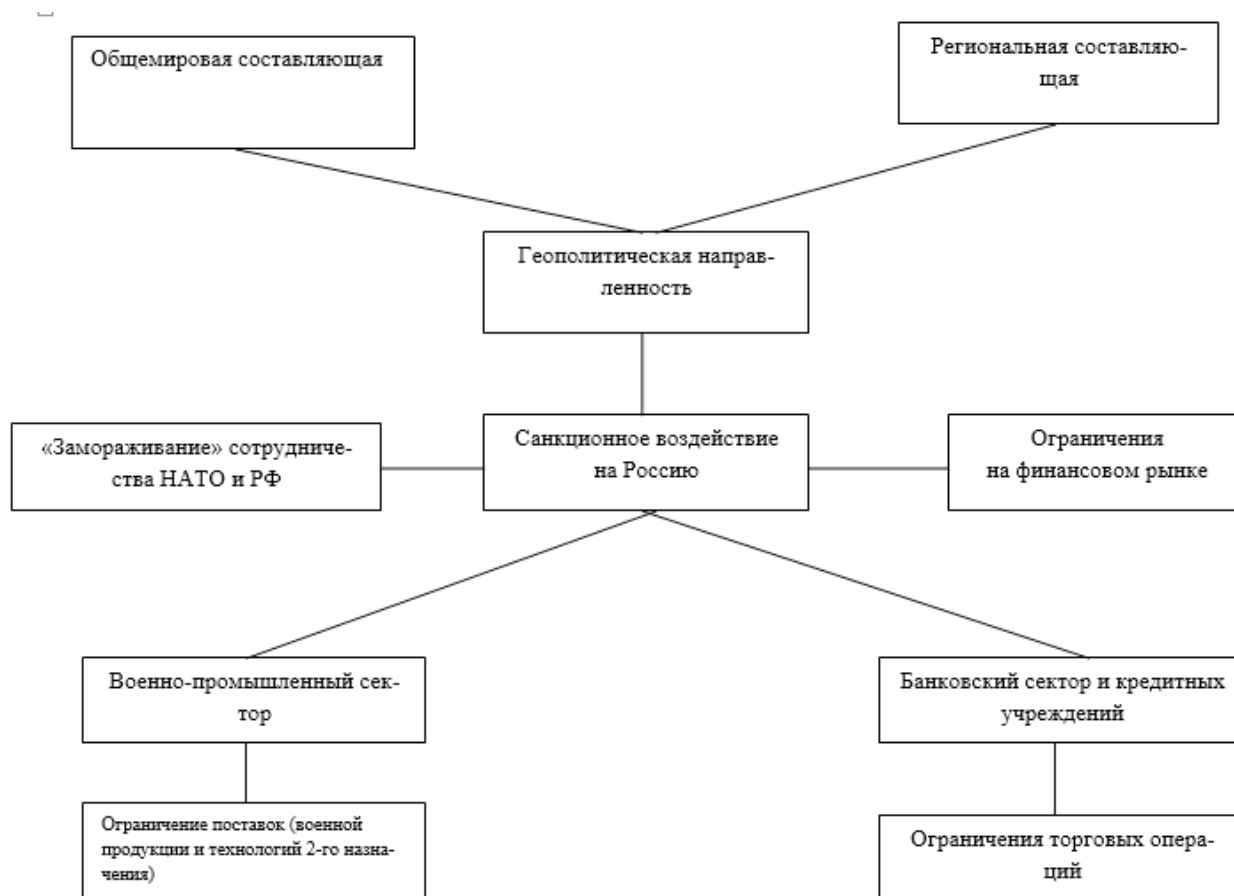 Общемировая составляющая
Региональная составляю-
щая
Геополитическая направ-
ленность
«Замораживание» сотрудниче-
ства НАТО и РФ
Санкционное воздействие
на Россию
Ограничения
на финансовом рынке
Военно-промышленный сек-
тор
Банковский сектор и кредитных
учреждений
Ограничение поставок (военной
продукции и технологий 2-го назна-
чения)
Ограничения торговых опера-
ций